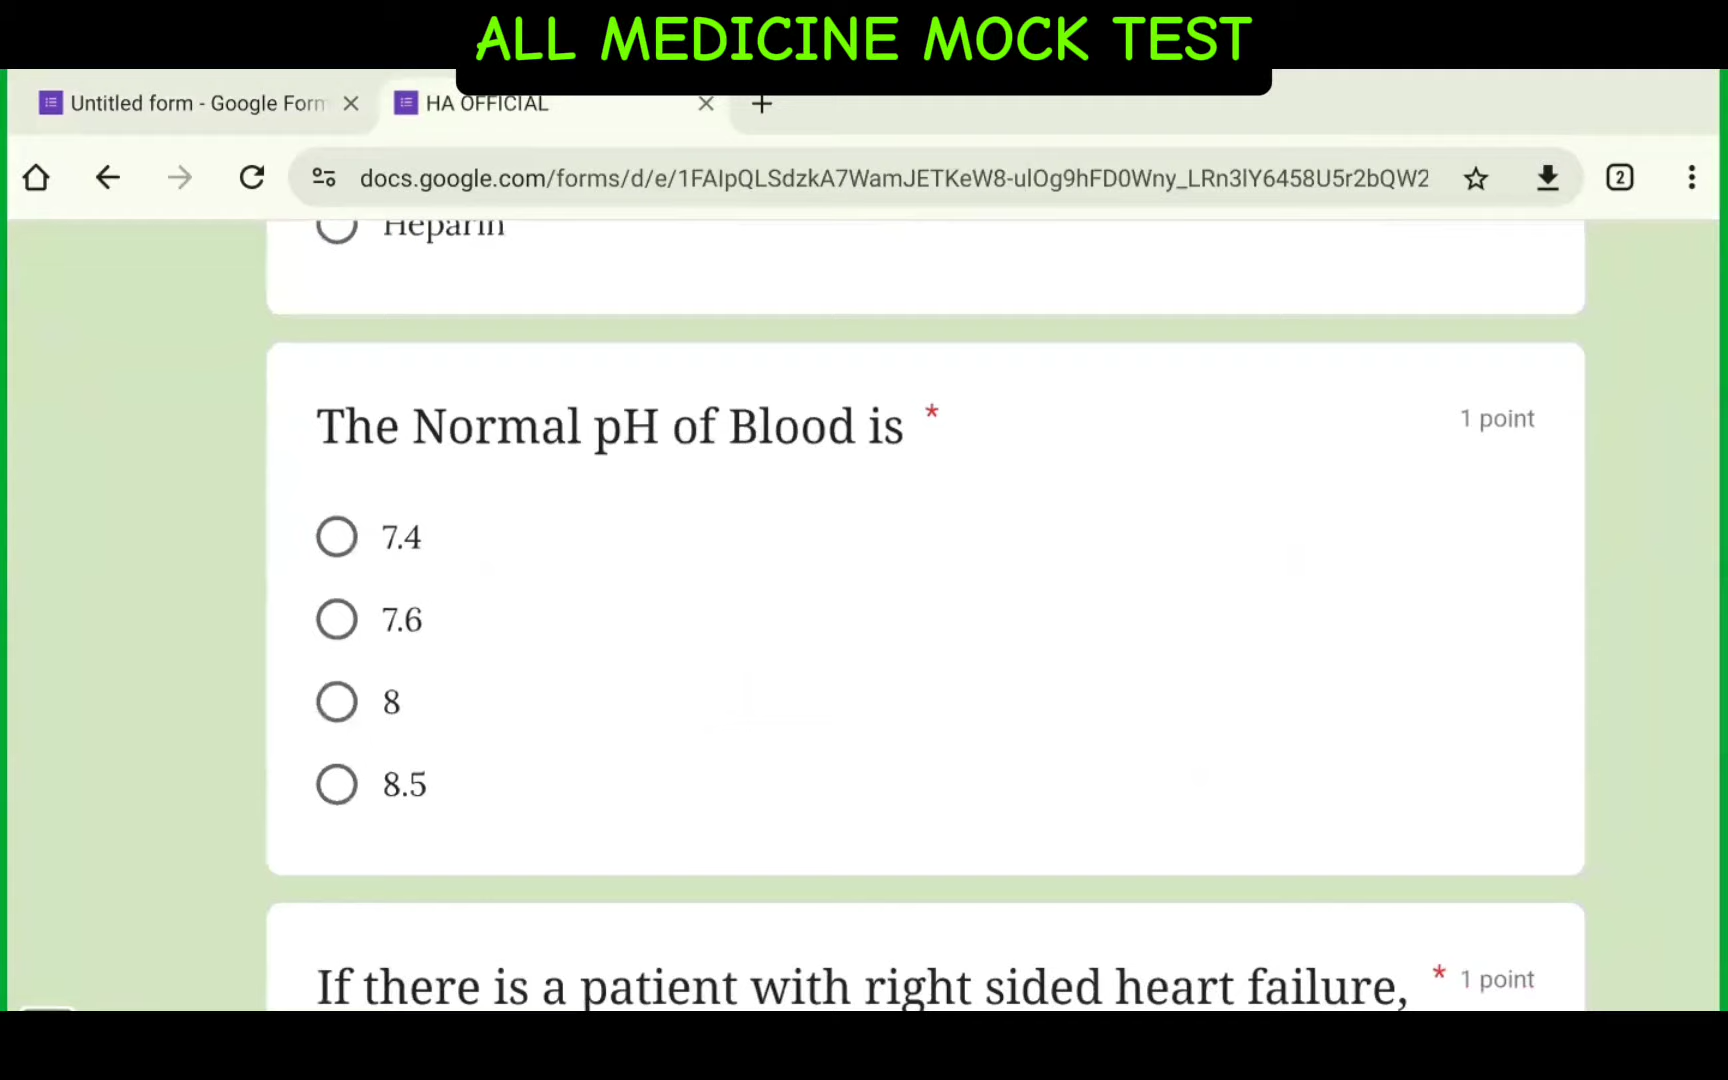 ALL MEDICINE MOCK TEST
Untitled form - Google Form
HA OFFICIAL
docs.google.com/forms/d/e/1FAIpQLSdzkA7WamJETKeW8-ulOg9hFD0Wny_LRn3lY6458U5r2bQW2
2
Heparin
The Normal pH of Blood is *
1 point
7.4
7.6
8
8.5
If there is a patient with right sided heart failure, *
1 point